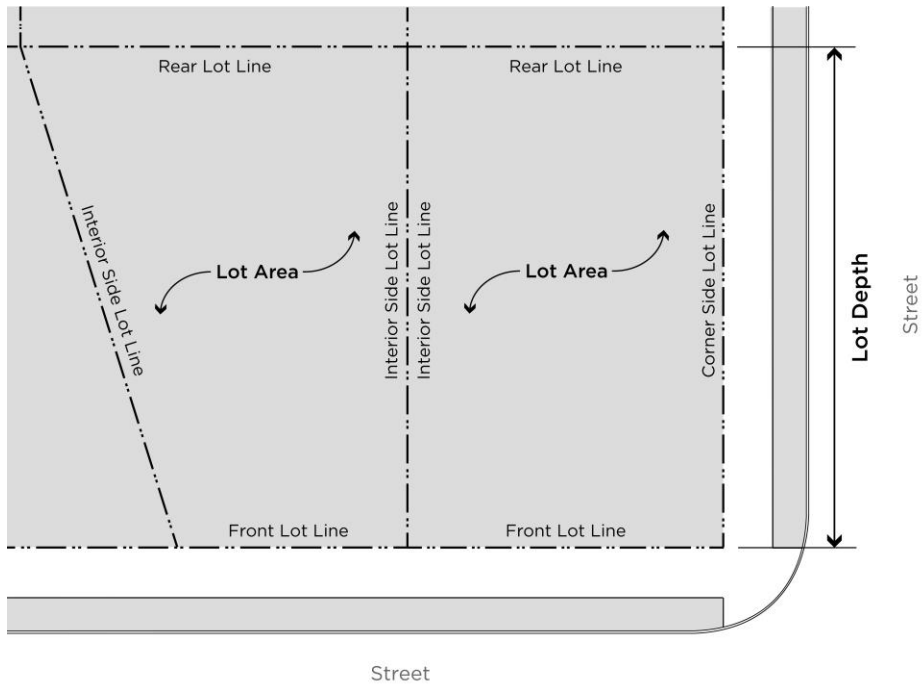 Rear Lot Line
Rear Lot Line
Interior Side Lot Line
Lot Area
Interior Side Lot Line
Interior Side Lot Line
Lot Area
Corner Side Lot Line
Lot Depth
Street
Front Lot Line
Front Lot Line
Street